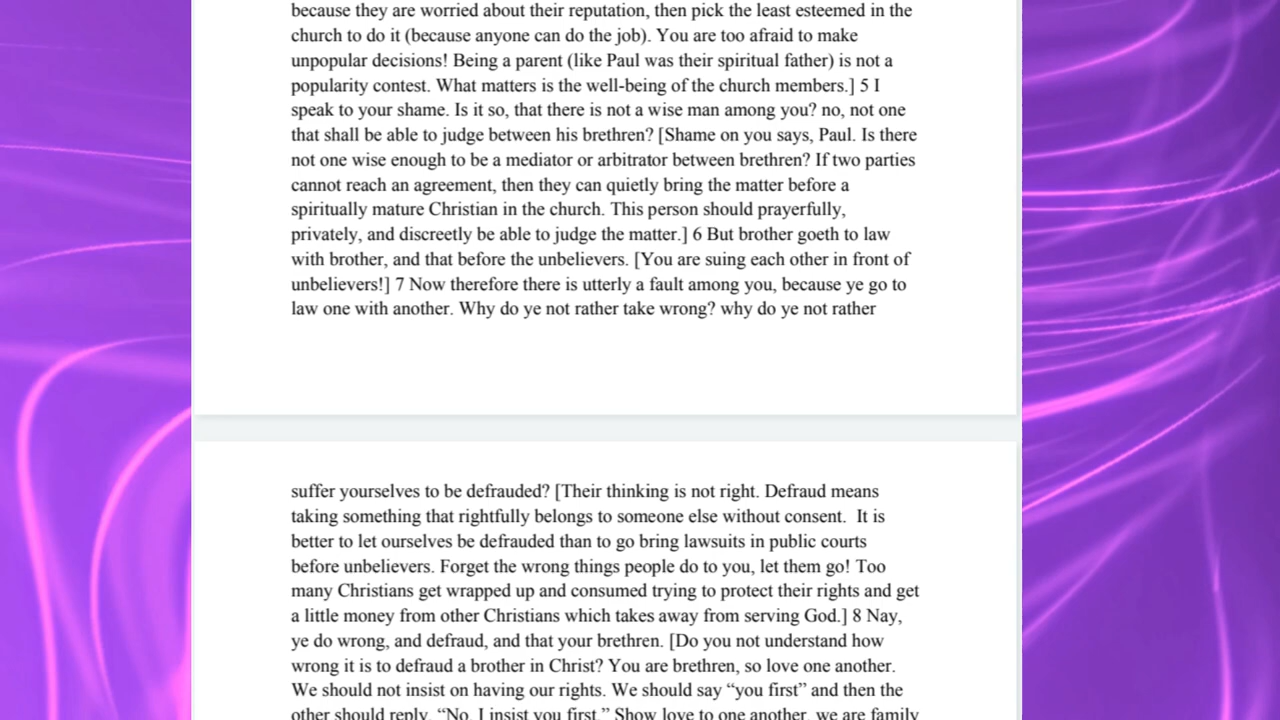 because they are worried about their reputation, then pick the least esteemed in the
church to do it (because anyone can do the job). You are too afraid to make
unpopular decisions! Being a parent (like Paul was their spiritual father) is not a
popularity contest. What matters is the well-being of the church members.] 5 I
speak to your shame. Is it so, that there is not a wise man among you? no, not one
that shall be able to judge between his brethren? [Shame on you says, Paul. Is there
not one wise enough to be a mediator or arbitrator between brethren? If two parties
cannot reach an agreement, then they can quietly bring the matter before a
spiritually mature Christian in the church. This person should prayerfully,
privately, and discreetly be able to judge the matter.] 6 But brother goeth to law
with brother, and that before the unbelievers. [You are suing each other in front of
unbelievers!] 7 Now therefore there is utterly a fault among you, because ye go to
law one with another. Why do ye not rather take wrong? why do ye not rather
suffer yourselves to be defrauded? [Their thinking is not right. Defraud means
taking something that rightfully belongs to someone else without consent.  It is
better to let ourselves be defrauded than to go bring lawsuits in public courts
before unbelievers. Forget the wrong things people do to you, let them go! Too
many Christians get wrapped up and consumed trying to protect their rights and get
a little money from other Christians which takes away from serving God.] 8 Nay,
ye do wrong, and defraud, and that your brethren. [Do you not understand how
wrong it is to defraud a brother in Christ? You are brethren, so love one another.
We should not insist on having our rights. We should say “you first” and then the
other should reply, “No, I insist you first.” Show love to one another, we are family